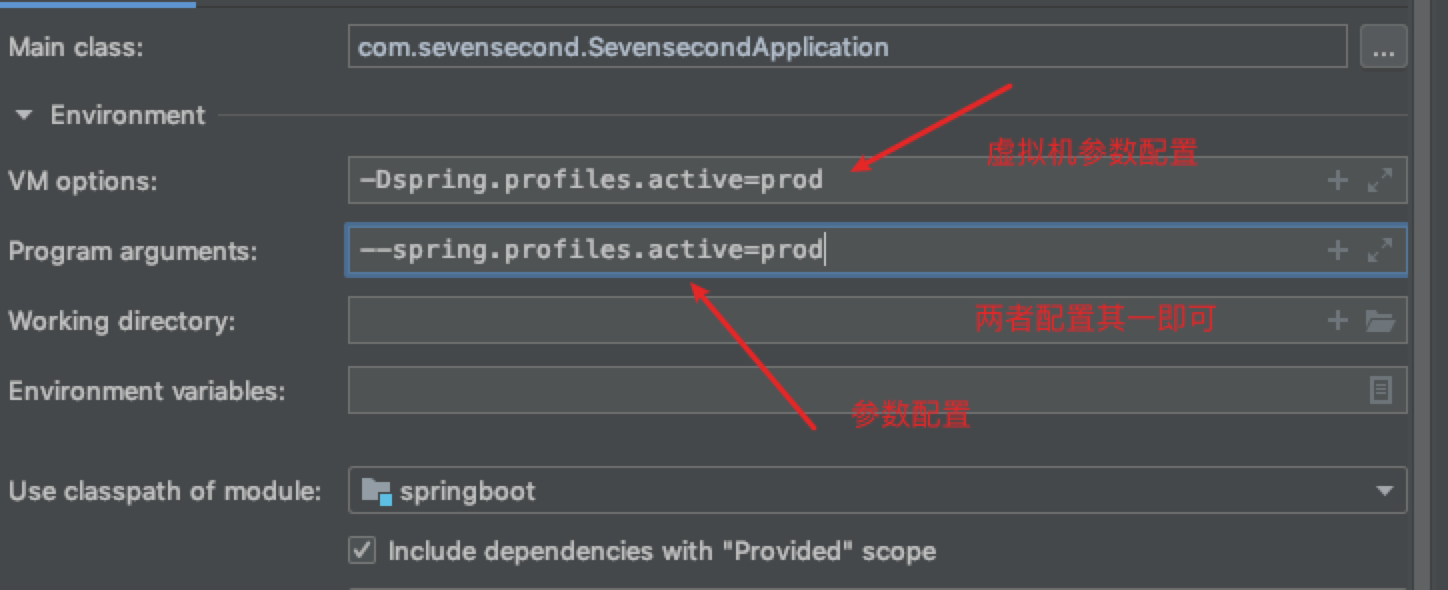 Main class:
com.sevensecond.SevensecondApplication
...
Environment
虚拟机参数配置
VM options:
-Dspring.profiles.active=prod
Program arguments:
--spring.profiles.active=prod
Working directory:
两者配置其一即可
Environment variables:
参数配置
Use classpath of module:
springboot
Include dependencies with "Provided" scope